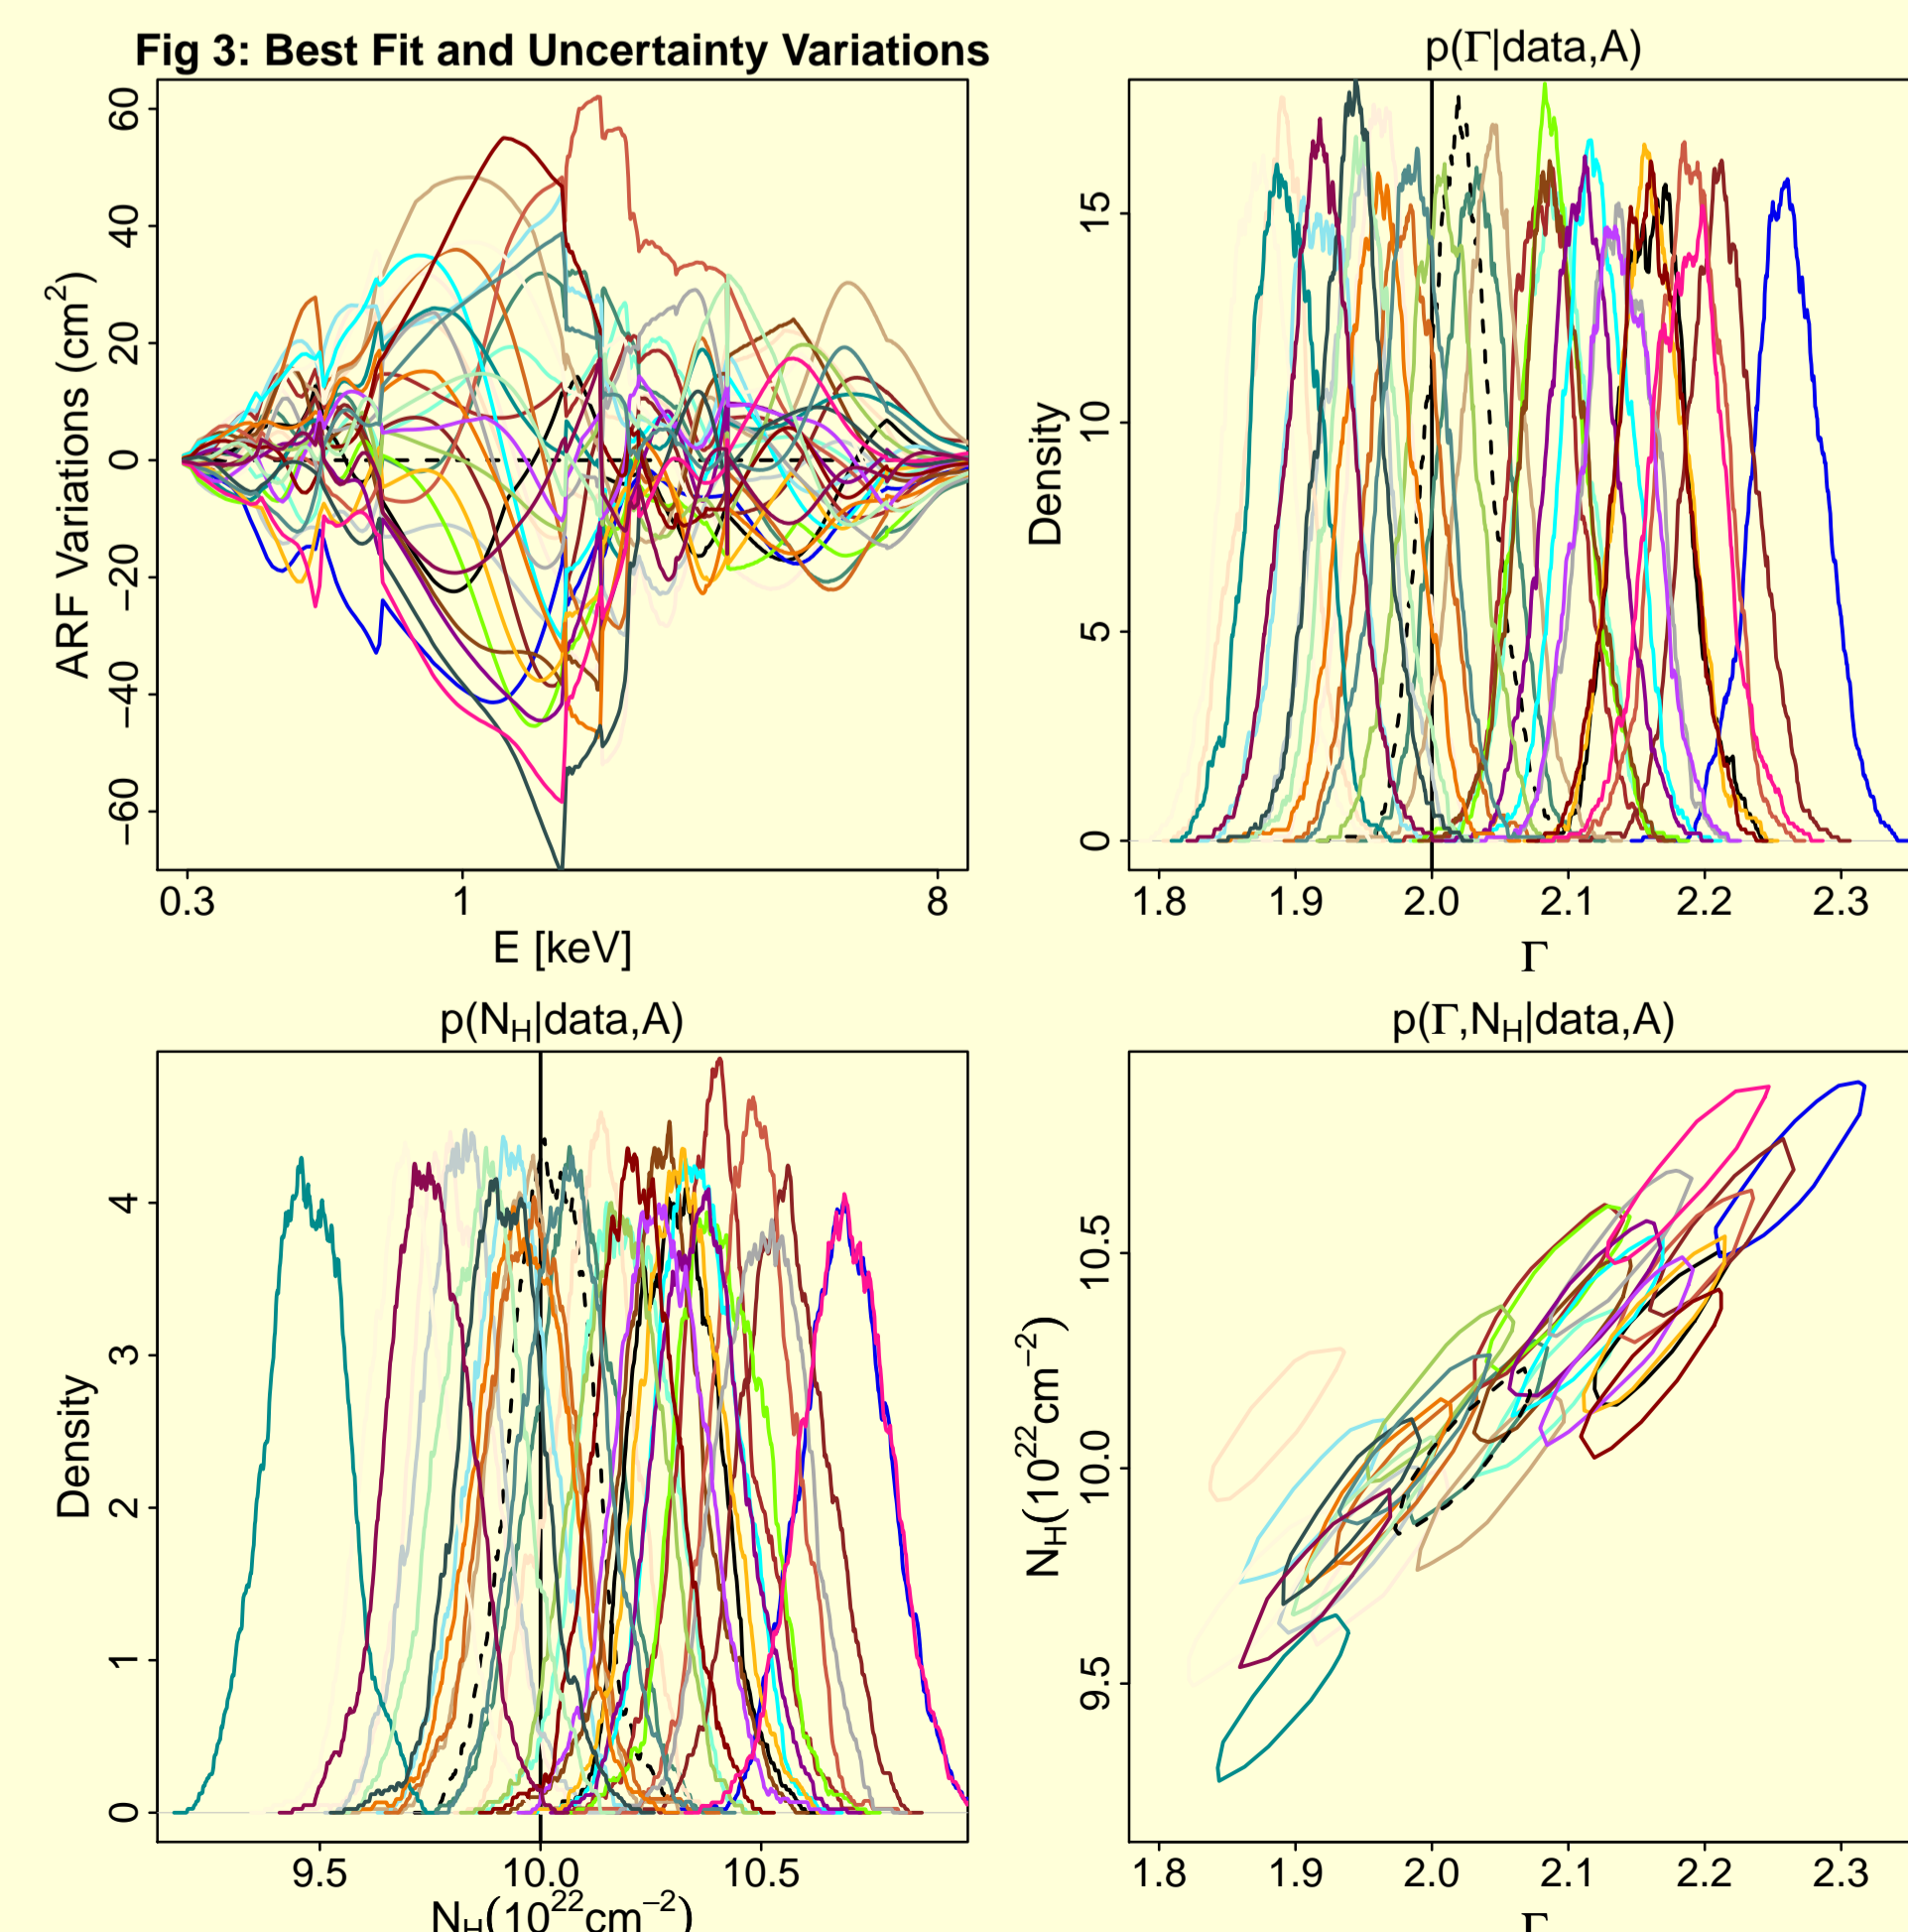 Fig 3: Best Fit and Uncertainty Variations
ARF Variations (cm²)
60
40
20
0
−20
−40
−60
0.3 1 8
E [keV]
p(Γ|data,A)
Density
15
10
5
0
1.8 1.9 2.0 2.1 2.2 2.3
Γ
p(N_H|data,A)
Density
4
3
2
1
0
9.5 10.0 10.5
N_H(10²²cm⁻²)
p(Γ,N_H|data,A)
N_H(10²²cm⁻²)
10.5
10.0
9.5
1.8 1.9 2.0 2.1 2.2 2.3
Γ